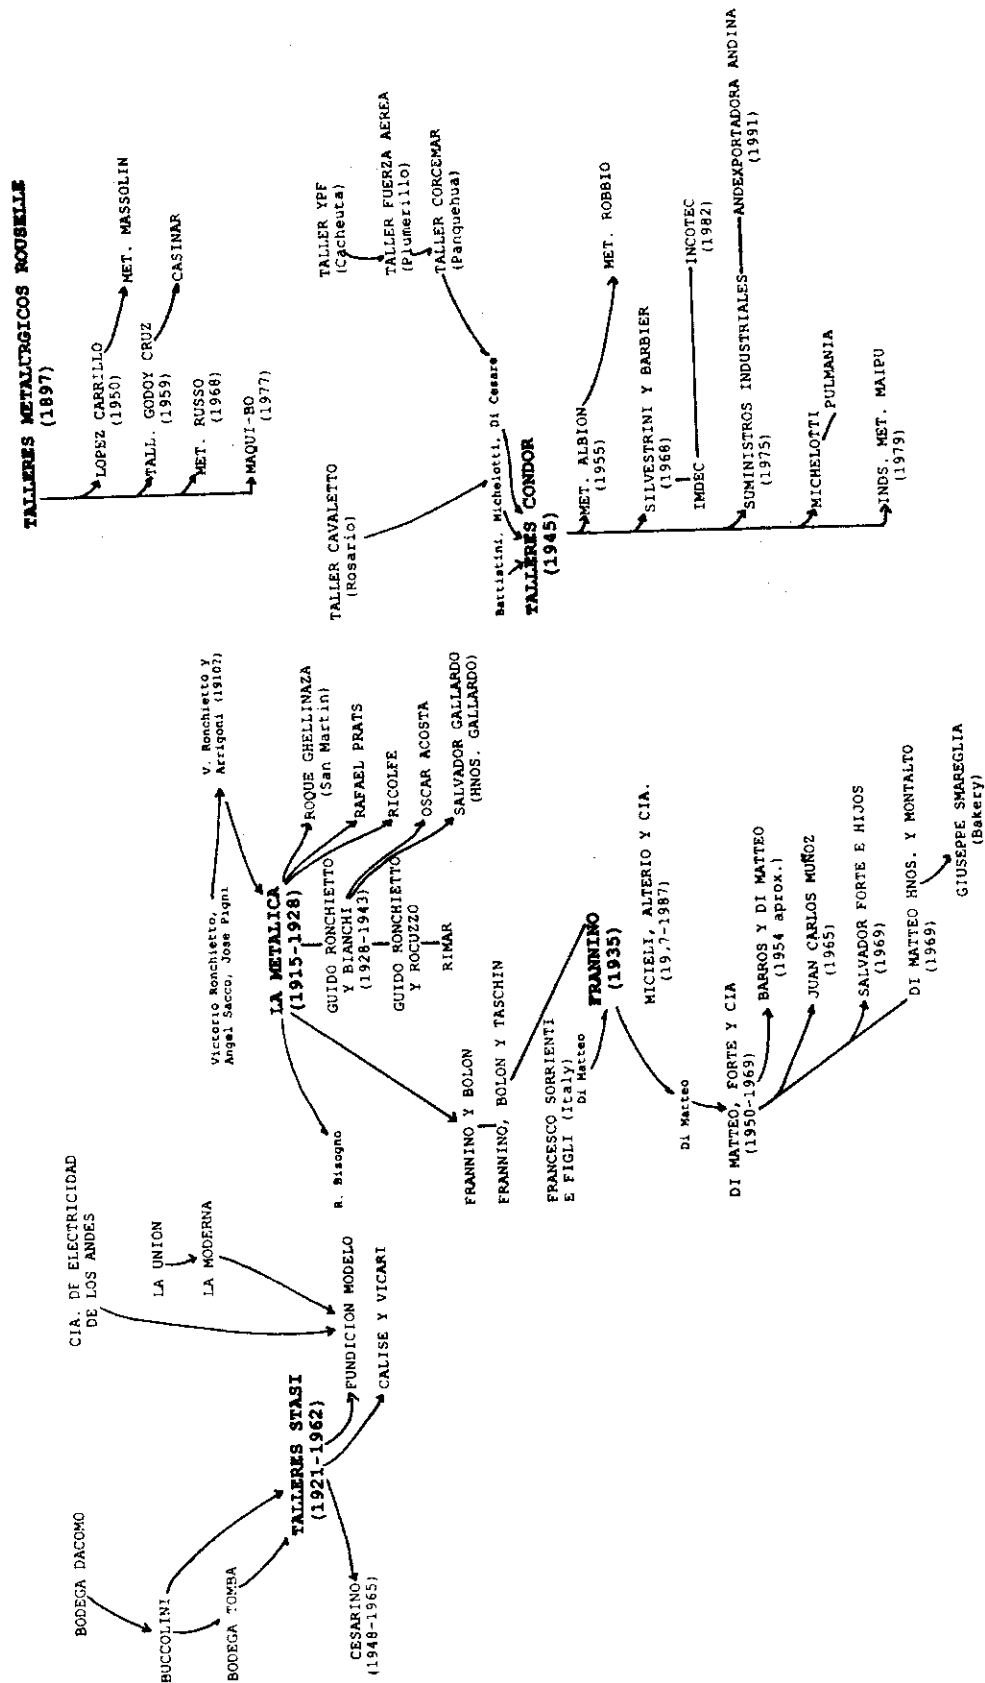 BODEGA DACOMO
BUCCOLINI
BODEGA TOMBA
TALLERES STASI
(1921-1962)
CESARINO
(1948-1965)
CIA. DE ELECTRICIDAD
DE LOS ANDES
LA UNION
LA MODERNA
FUNDICION MODELO
CALISE Y VICARI
R. Bisogno
Victorio Ronchietto,
Angel Sacco, Jose Pigni
V. Ronchietto y
Arrigoni (1910?)
LA METALICA
(1915-1928)
ROQUE GHELLINAZA
(San Martin)
RAFAEL PRATS
RICOLFE
OSCAR ACOSTA
SALVADOR GALLARDO
(HNOS. GALLARDO)
GUIDO RONCHIETTO
Y BIANCHI
(1928-1943)
GUIDO RONCHIETTO
Y ROCUZZO
RIMAR
FRANNINO Y BOLON
FRANNINO, BOLON Y TASCHIN
FRANCESCO SORRIENTI
E FIGLI (Italy)
Di Matteo
FRANNINO
(1935)
MICIELI, ALTERIO Y CIA.
(19.7-1987)
Di Matteo
DI MATTEO, FORTE Y CIA
(1950-1969)
BARROS Y DI MATTEO
(1954 aprox.)
JUAN CARLOS MUÑOZ
(1965)
SALVADOR FORTE E HIJOS
(1969)
DI MATTEO HNOS. Y MONTALTO
(1969)
GIUSEPPE SMAREGLIA
(Bakery)
TALLERES METALURGICOS ROUSELLE
(1897)
LOPEZ CARRILLO
(1950)
MET. MASSOLIN
TALL. GODOY CRUZ
(1959)
CASINAR
MET. RUSSO
(1968)
MAQUI-BO
(1977)
TALLER CAVALETTO
(Rosario)
TALLER YPF
(Cacheuta)
TALLER FUERZA AEREA
(Plumerillo)
TALLER CORCEMAR
(Panquehua)
Battistini, Michelotti, Di Cesare
TALLERES CONDOR
(1945)
MET. ALBION
(1955)
MET. ROBBIO
SILVESTRINI Y BARBIER
(1968)
IMDEC
INCOTEC
(1982)
SUMINISTROS INDUSTRIALES
(1975)
ANDEXPORTADORA ANDINA
(1991)
MICHELOTTI
PULMANIA
INDS. MET. MAIPU
(1979)